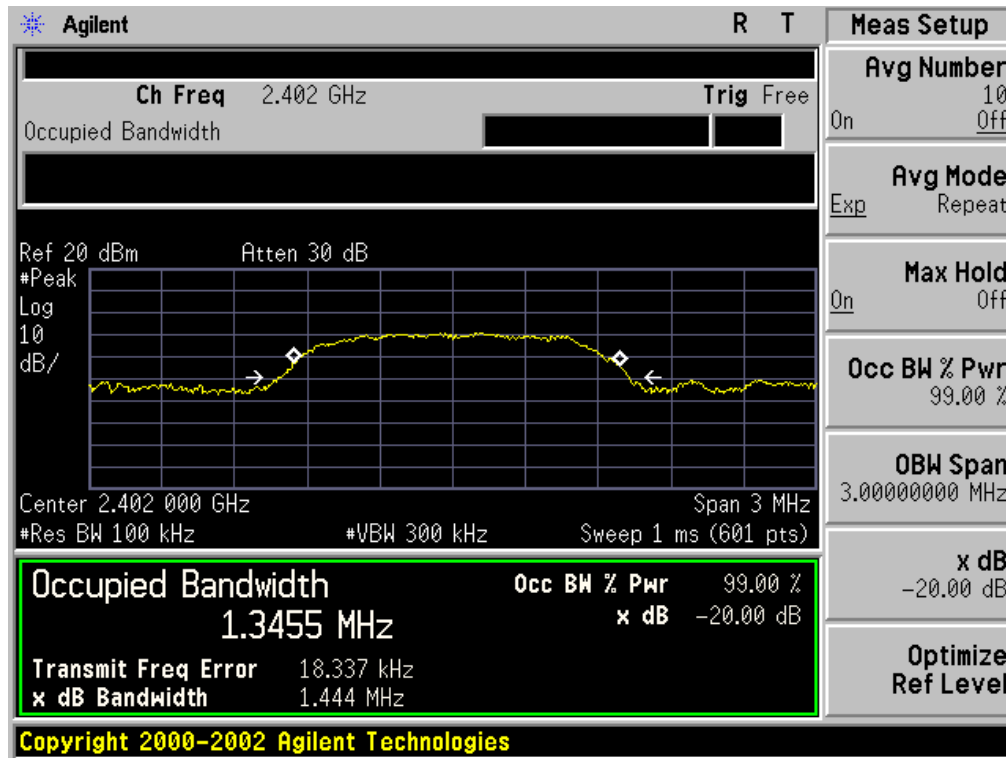 Agilent R T
Ch Freq 2.402 GHz Trig Free
Occupied Bandwidth
Ref 20 dBm Atten 30 dB
#Peak
Log
10
dB/
Center 2.402 000 GHz Span 3 MHz
#Res BW 100 kHz #VBW 300 kHz Sweep 1 ms (601 pts)
Occupied Bandwidth Occ BW % Pwr 99.00 %
1.3455 MHz x dB -20.00 dB
Transmit Freq Error 18.337 kHz
x dB Bandwidth 1.444 MHz
Copyright 2000-2002 Agilent Technologies
Meas Setup
Avg Number
10
On Off
Avg Mode
Exp Repeat
Max Hold
On Off
Occ BW % Pwr
99.00 %
OBW Span
3.00000000 MHz
x dB
-20.00 dB
Optimize
Ref Level